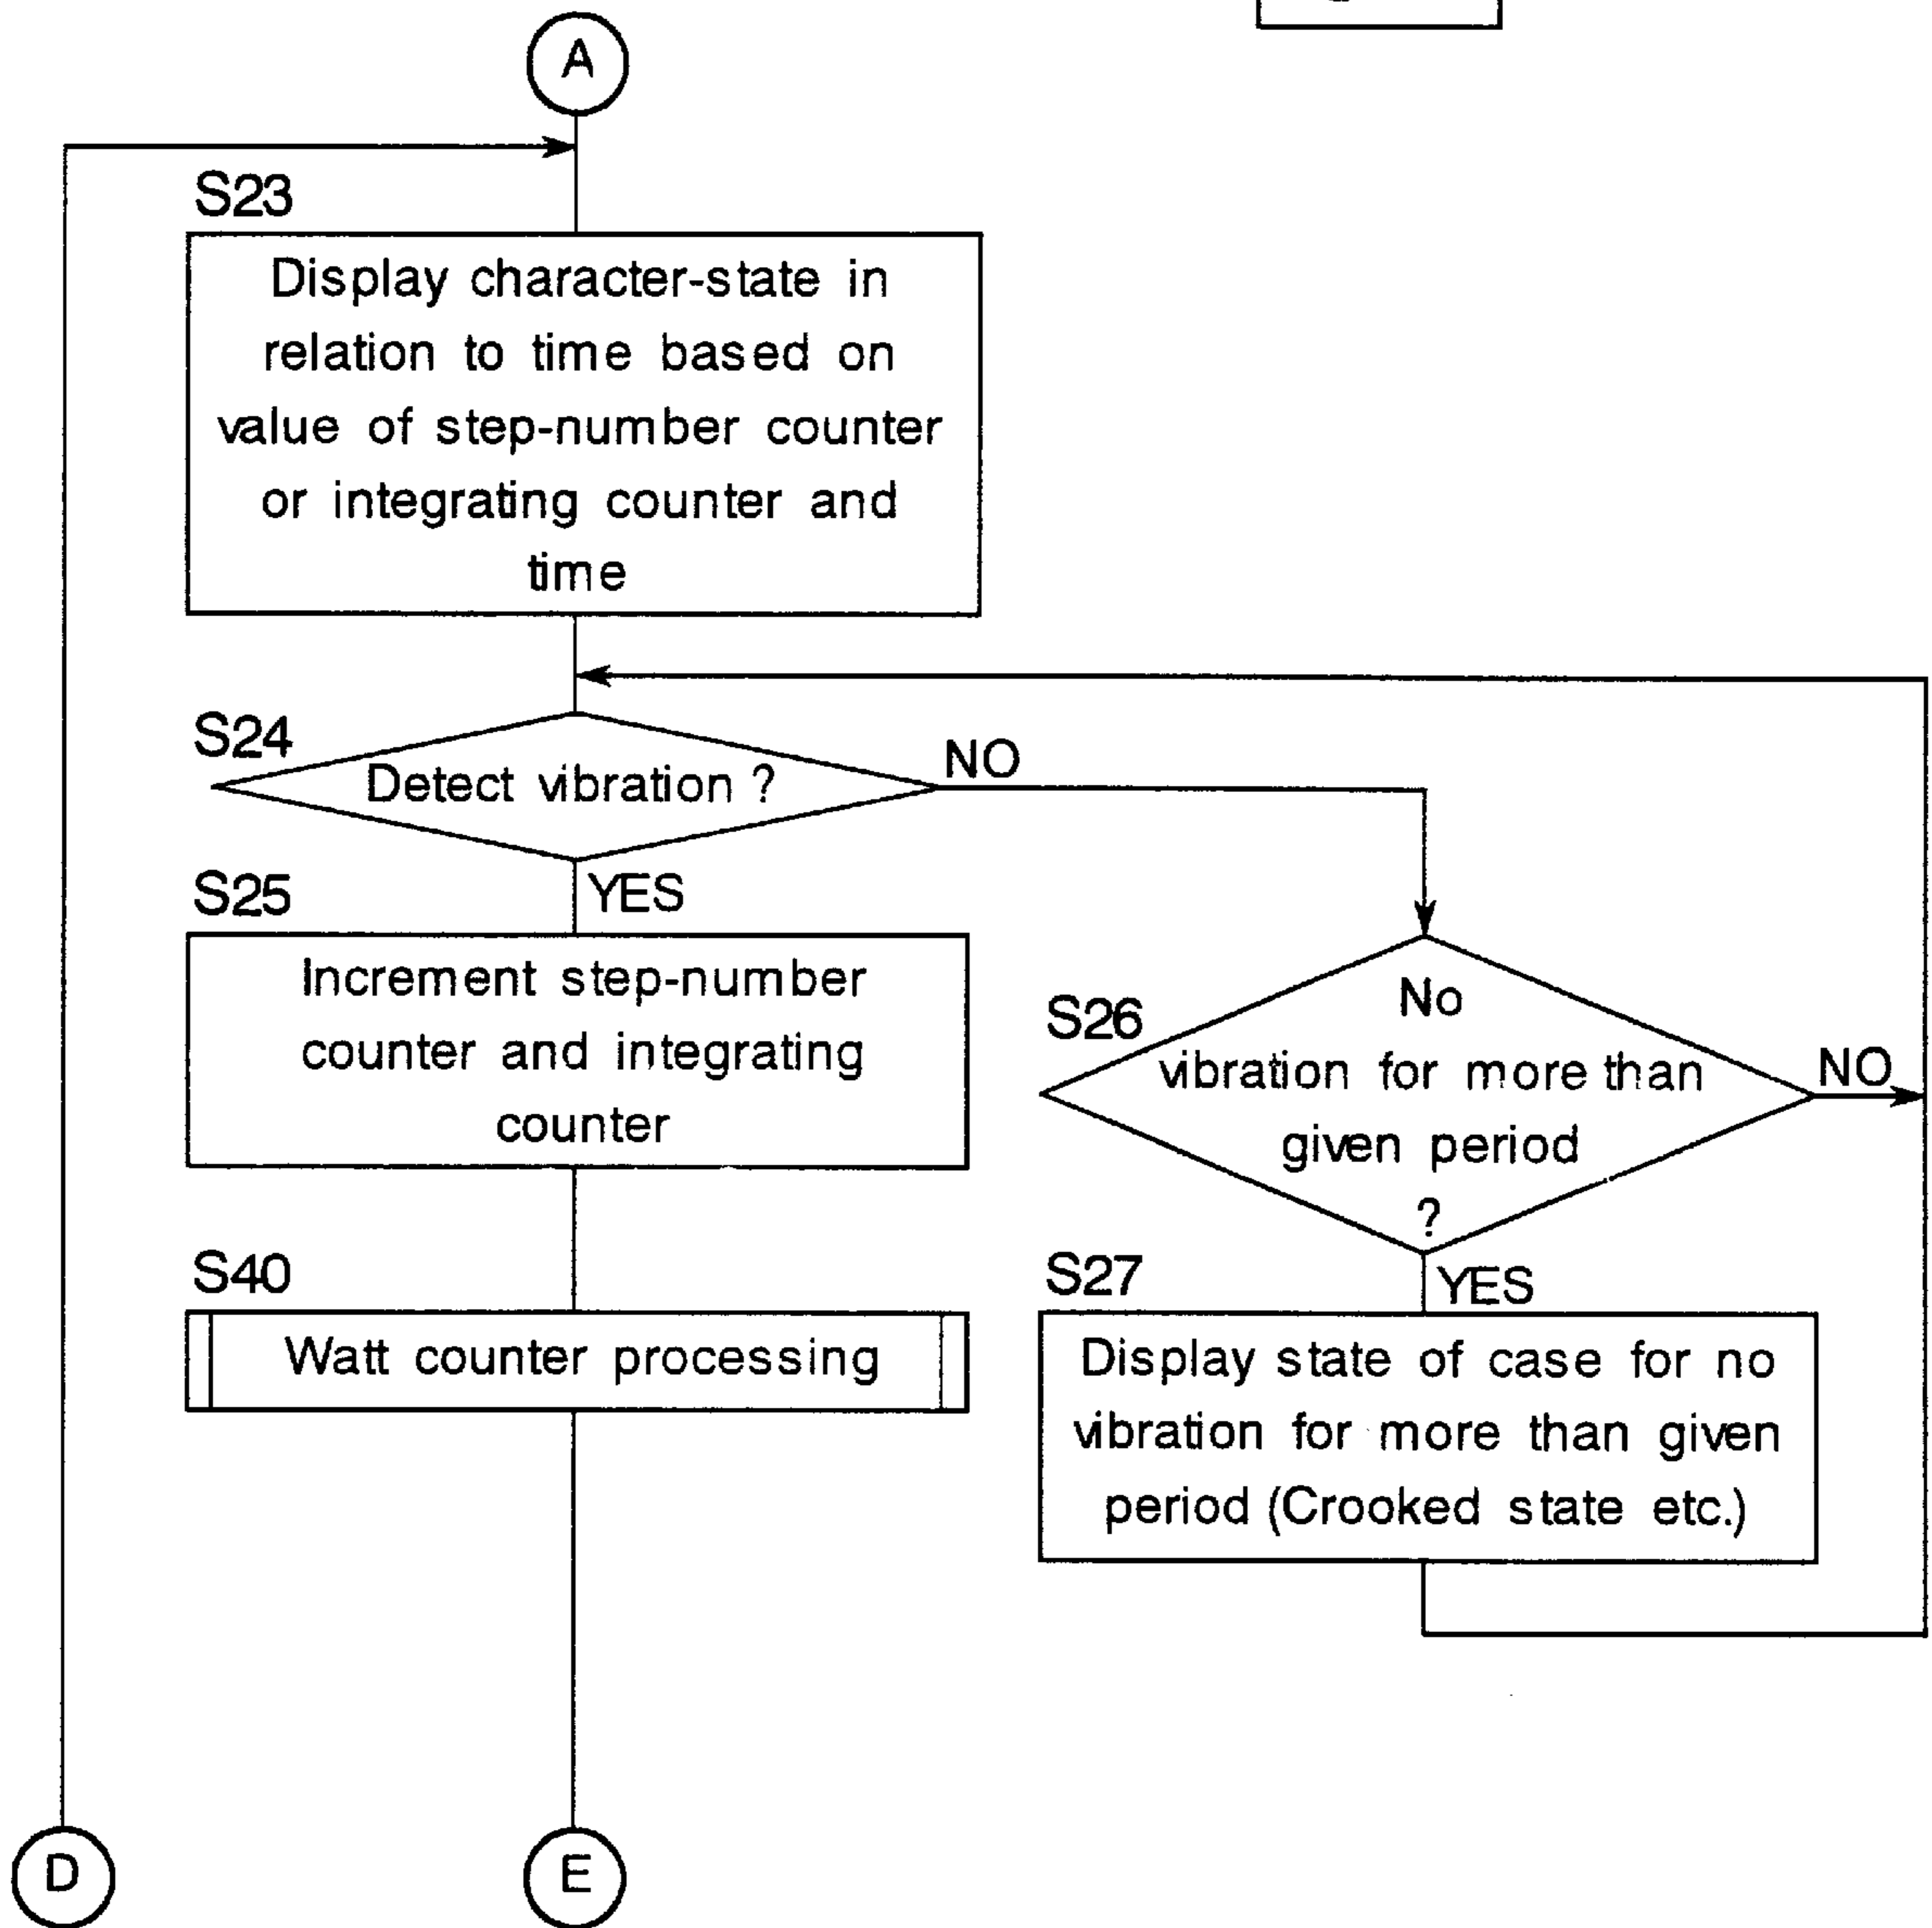 A
S23
Display character-state in
relation to time based on
value of step-number counter
or integrating counter and
time
S24
Detect vibration ?
NO
YES
S25
Increment step-number
counter and integrating
counter
S26
No
vibration for more than
given period
?
NO
YES
S40
Watt counter processing
S27
Display state of case for no
vibration for more than given
period (Crooked state etc.)
D
E